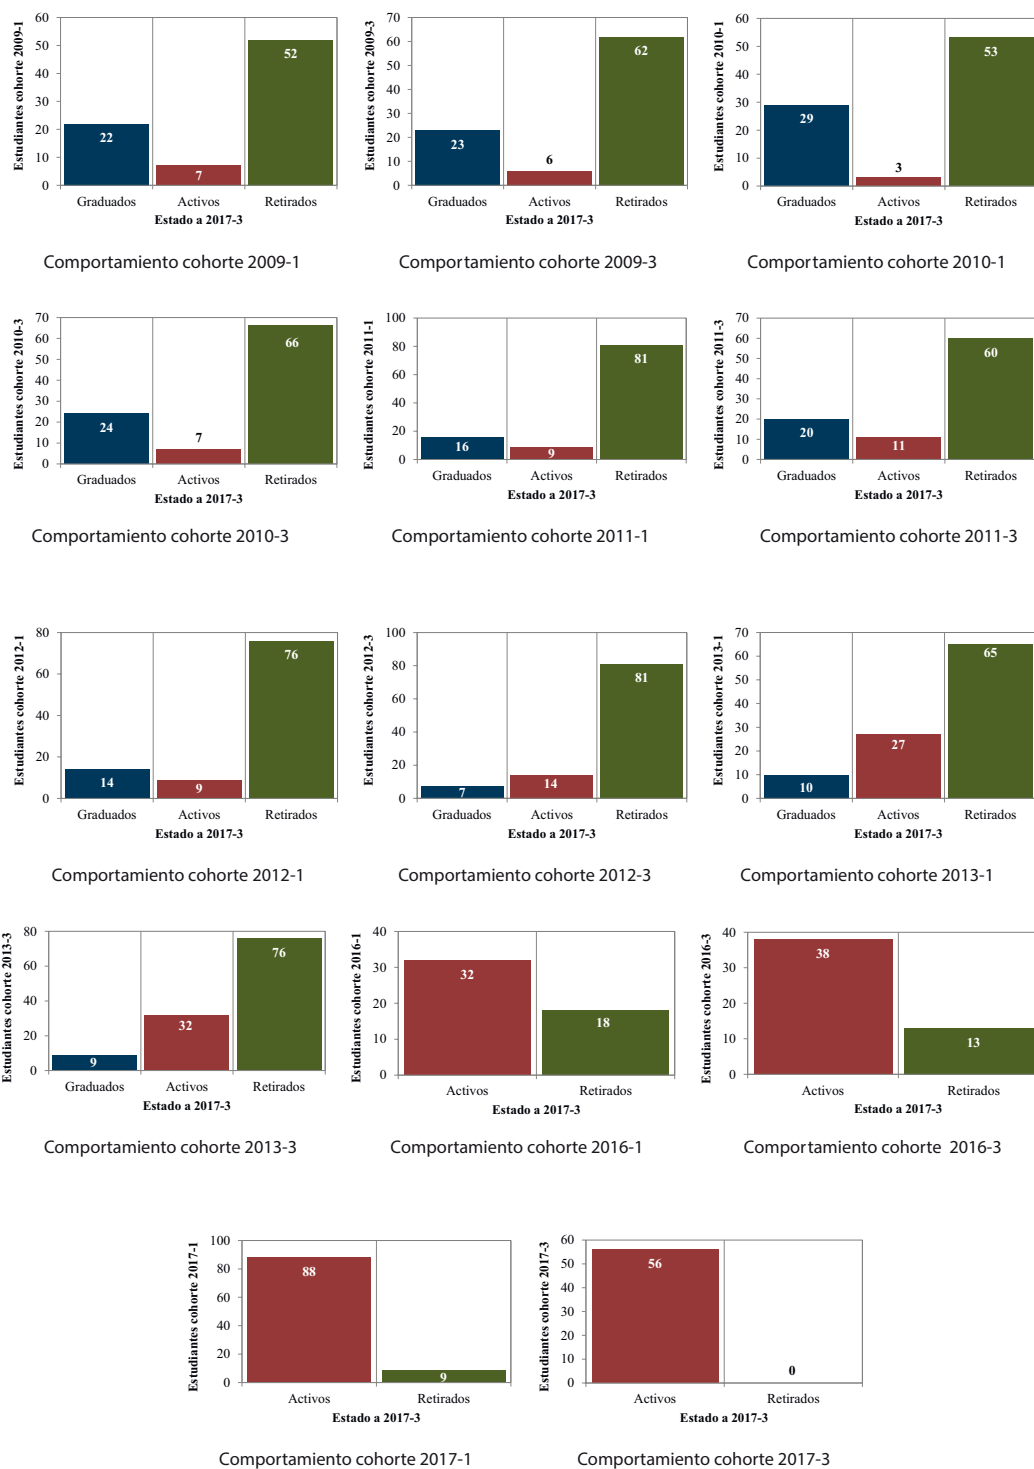 Estudiantes cohorte 2009-1
60
50
40
30
20
10
0
22
7
52
Graduados Activos Retirados
Estado a 2017-3
Comportamiento cohorte 2009-1
Estudiantes cohorte 2009-3
70
60
50
40
30
20
10
0
23
6
62
Graduados Activos Retirados
Estado a 2017-3
Comportamiento cohorte 2009-3
Estudiantes cohorte 2010-1
60
50
40
30
20
10
0
29
3
53
Graduados Activos Retirados
Estado a 2017-3
Comportamiento cohorte 2010-1
Estudiantes cohorte 2010-3
70
60
50
40
30
20
10
0
24
7
66
Graduados Activos Retirados
Estado a 2017-3
Comportamiento cohorte 2010-3
Estudiantes cohorte 2011-1
100
80
60
40
20
0
16
9
81
Graduados Activos Retirados
Estado a 2017-3
Comportamiento cohorte 2011-1
Estudiantes cohorte 2011-3
70
60
50
40
30
20
10
0
20
11
60
Graduados Activos Retirados
Estado a 2017-3
Comportamiento cohorte 2011-3
Estudiantes cohorte 2012-1
80
60
40
20
0
14
9
76
Graduados Activos Retirados
Estado a 2017-3
Comportamiento cohorte 2012-1
Estudiantes cohorte 2012-3
100
80
60
40
20
0
7
14
81
Graduados Activos Retirados
Estado a 2017-3
Comportamiento cohorte 2012-3
Estudiantes cohorte 2013-1
70
60
50
40
30
20
10
0
10
27
65
Graduados Activos Retirados
Estado a 2017-3
Comportamiento cohorte 2013-1
Estudiantes cohorte 2013-3
80
60
40
20
0
9
32
76
Graduados Activos Retirados
Estado a 2017-3
Comportamiento cohorte 2013-3
Estudiantes cohorte 2016-1
40
30
20
10
0
32
18
Activos Retirados
Estado a 2017-3
Comportamiento cohorte 2016-1
Estudiantes cohorte 2016-3
40
30
20
10
0
38
13
Activos Retirados
Estado a 2017-3
Comportamiento cohorte 2016-3
Estudiantes cohorte 2017-1
100
80
60
40
20
0
88
9
Activos Retirados
Estado a 2017-3
Comportamiento cohorte 2017-1
Estudiantes cohorte 2017-3
60
50
40
30
20
10
0
56
0
Activos Retirados
Estado a 2017-3
Comportamiento cohorte 2017-3